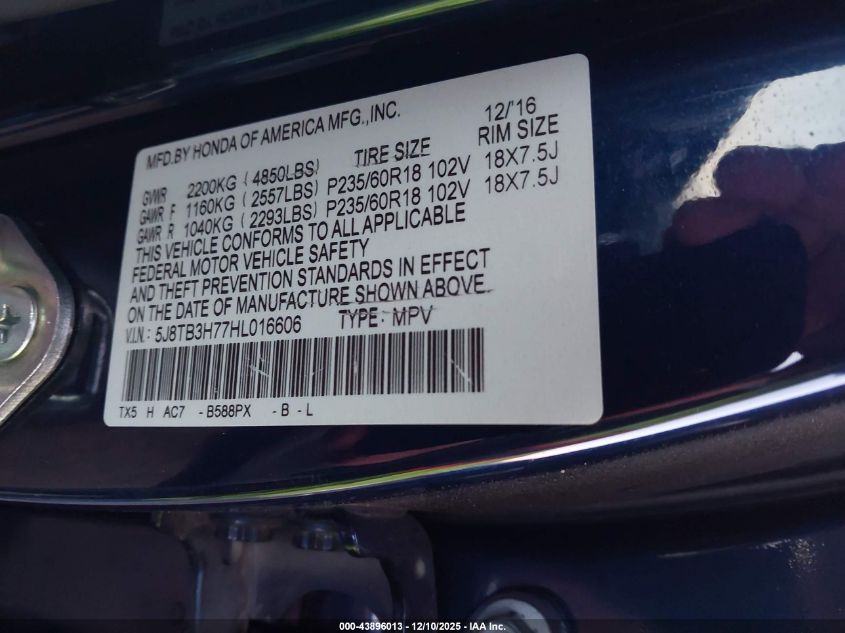 MFD.BY HONDA OF AMERICA MFG.,INC. 12/'16
GVWR 2200KG ( 4850LBS) TIRE SIZE RIM SIZE
GAWR F 1160KG ( 2557LBS) P235/60R18 102V 18X7.5J
GAWR R 1040KG ( 2293LBS) P235/60R18 102V 18X7.5J
THIS VEHICLE CONFORMS TO ALL APPLICABLE
FEDERAL MOTOR VEHICLE SAFETY
AND THEFT PREVENTION STANDARDS IN EFFECT
ON THE DATE OF MANUFACTURE SHOWN ABOVE.
V.I.N.: 5J8TB3H77HL016606 TYPE: MPV
TX5 H AC7 -B588PX -B -L
000-43896013 - 12/10/2025 - IAAI.COM